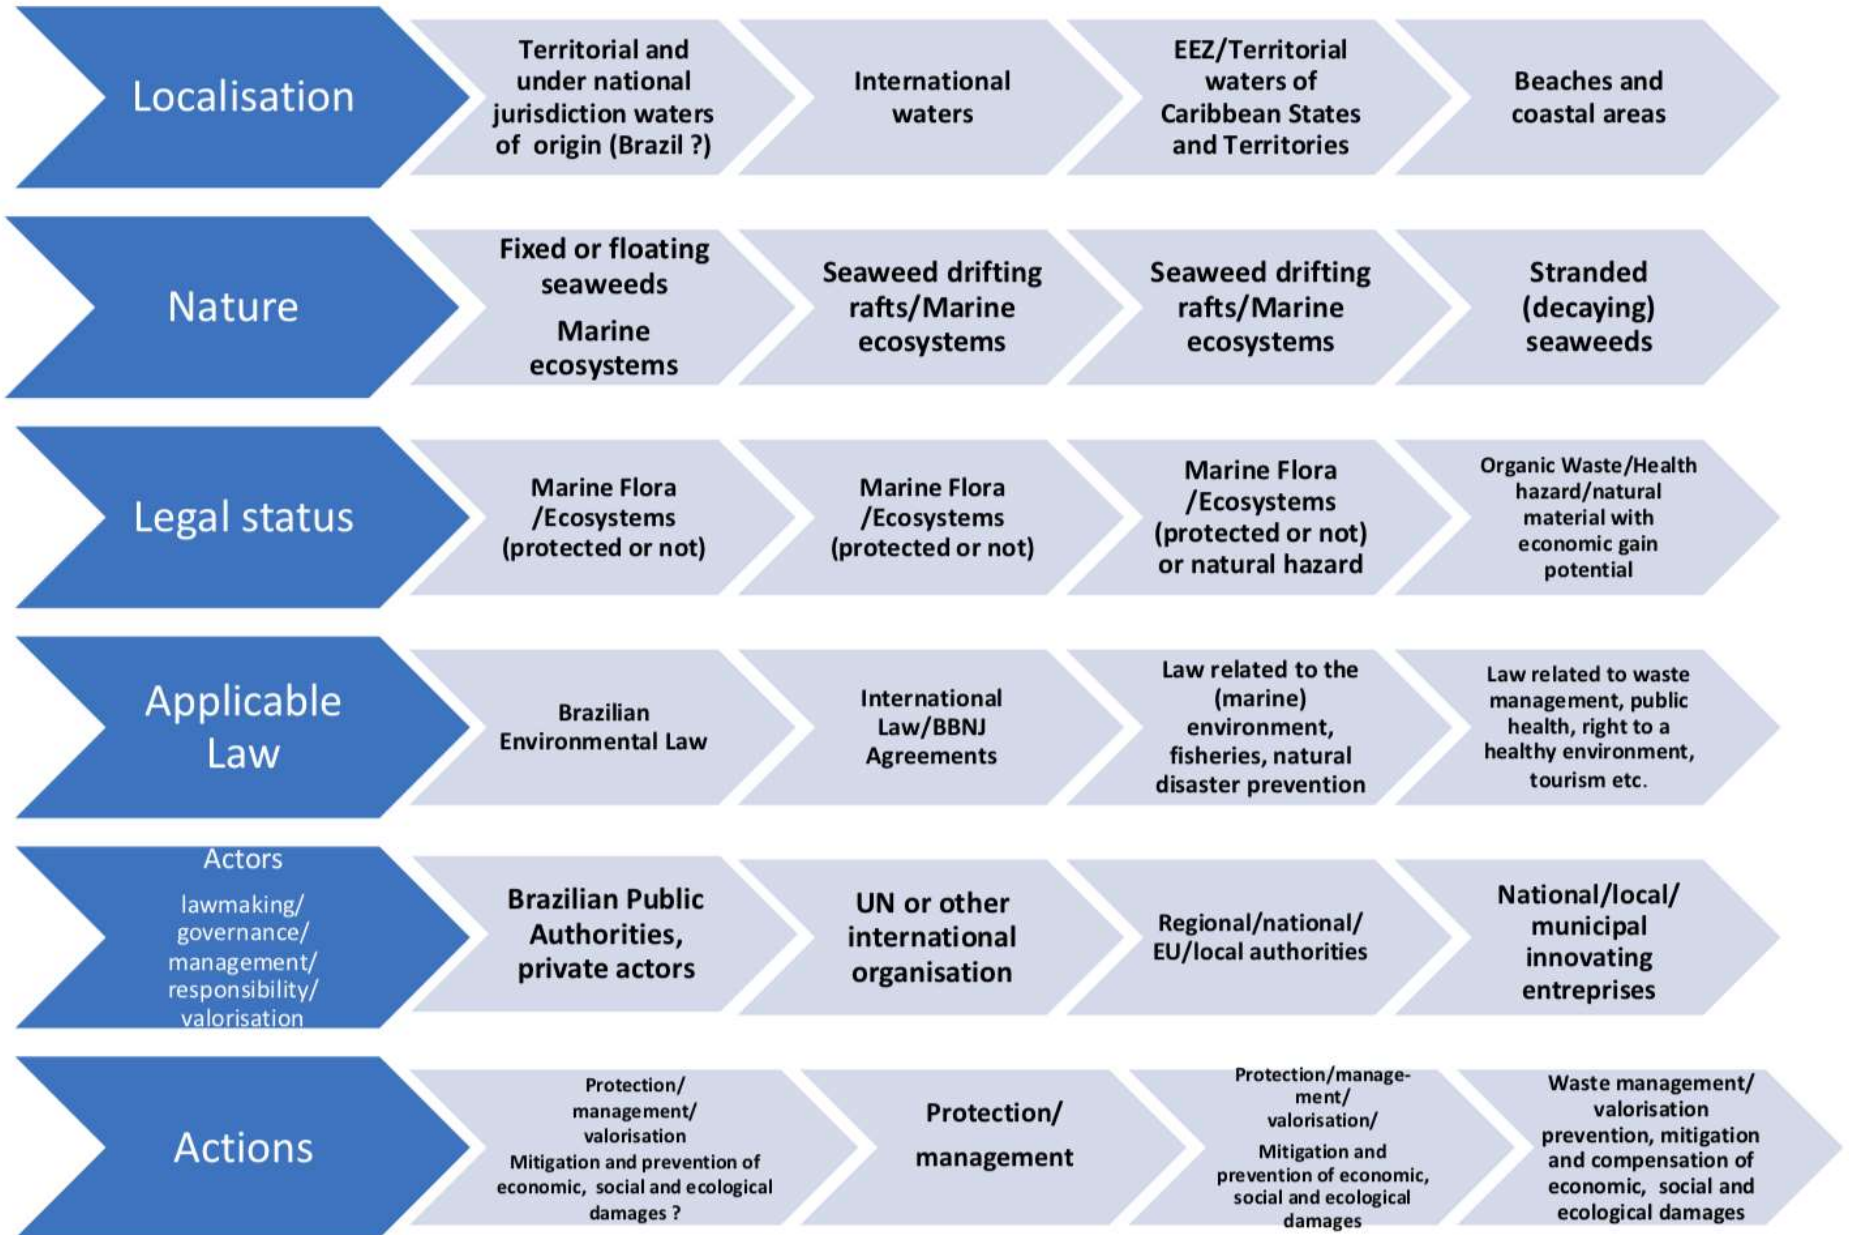 Localisation
Territorial and
under national
jurisdiction waters
of origin (Brazil ?)
International
waters
EEZ/Territorial
waters of
Caribbean States
and Territories
Beaches and
coastal areas
Nature
Fixed or floating
seaweeds
Marine
ecosystems
Seaweed drifting
rafts/Marine
ecosystems
Seaweed drifting
rafts/Marine
ecosystems
Stranded
(decaying)
seaweeds
Legal status
Marine Flora
/Ecosystems
(protected or not)
Marine Flora
/Ecosystems
(protected or not)
Marine Flora
/Ecosystems
(protected or not)
or natural hazard
Organic Waste/Health
hazard/natural
material with
economic gain
potential
Applicable
Law
Brazilian
Environmental Law
International
Law/BBNJ
Agreements
Law related to the
(marine)
environment,
fisheries, natural
disaster prevention
Law related to waste
management, public
health, right to a
healthy environment,
tourism etc.
Actors
lawmaking/
governance/
management/
responsibility/
valorisation
Brazilian Public
Authorities,
private actors
UN or other
international
organisation
Regional/national/
EU/local authorities
National/local/
municipal
innovating
entreprises
Actions
Protection/
management/
valorisation
Mitigation and prevention of
economic, social and ecological
damages ?
Protection/
management
Protection/manage-
ment/
valorisation/
Mitigation and
prevention of economic,
social and ecological
damages
Waste management/
valorisation
prevention, mitigation
and compensation of
economic, social and
ecological damages